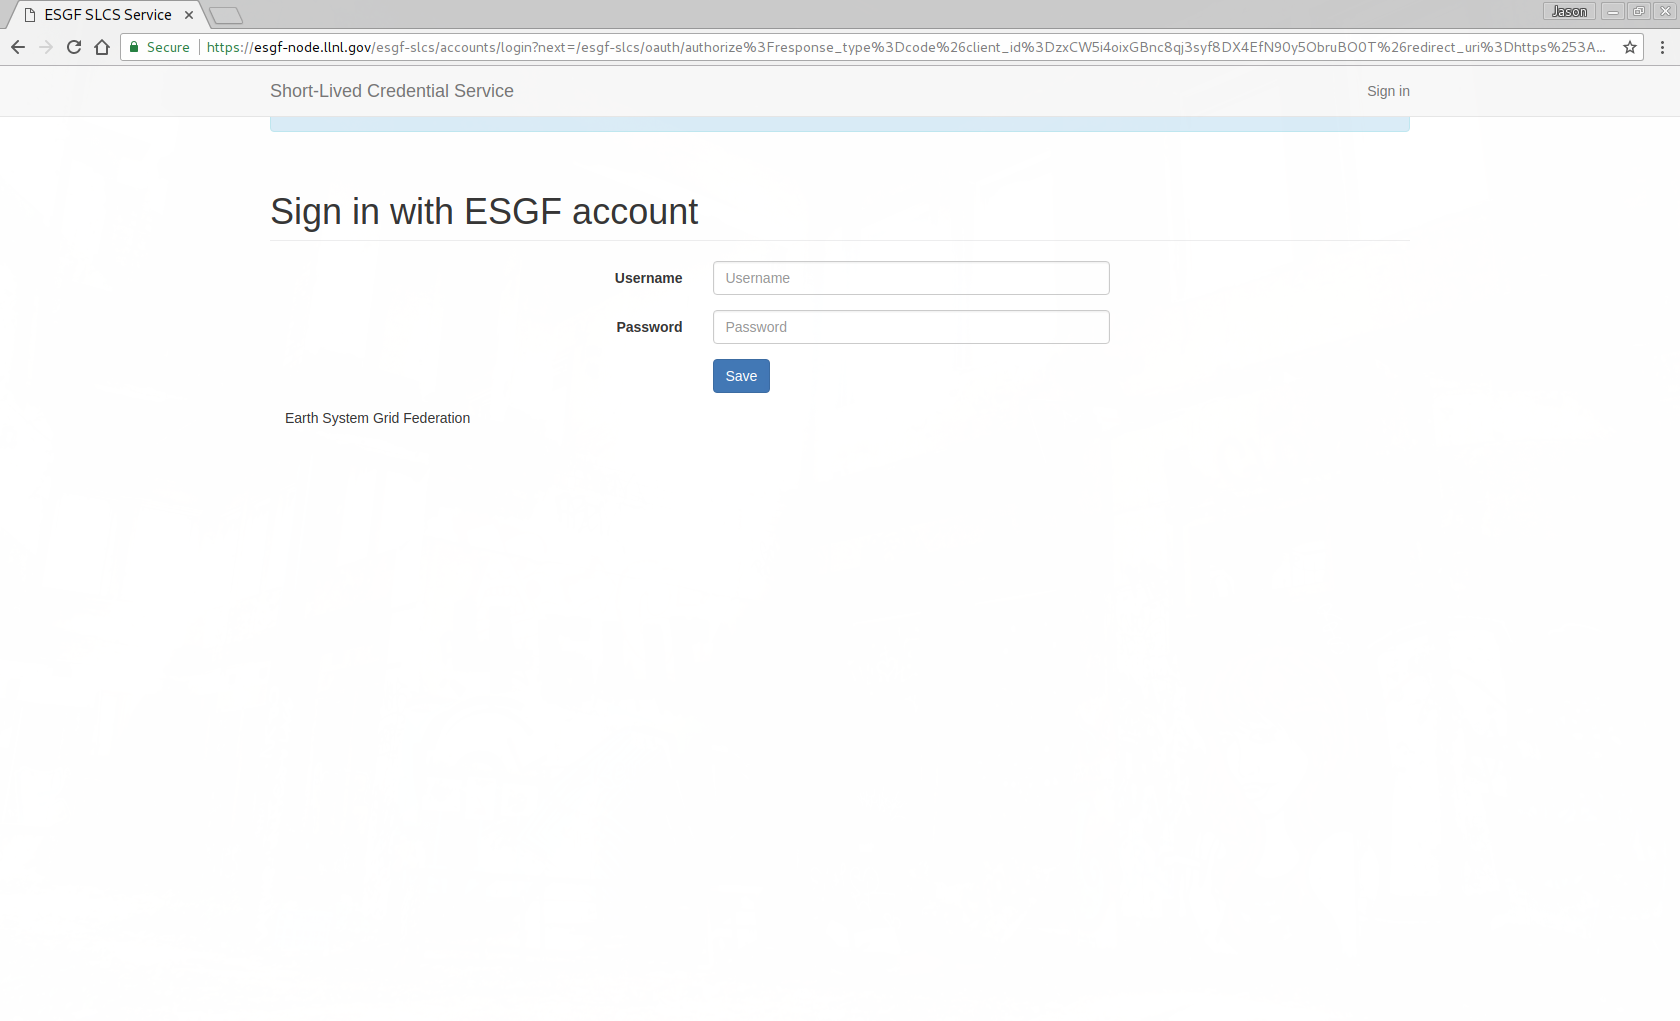 ESGF SLCS Service
Jason
Secure https://esgf-node.llnl.gov/esgf-slcs/accounts/login?next=/esgf-slcs/oauth/authorize%3Fresponse_type%3Dcode%26client_id%3DzxCW5i4oixGBnc8qj3syf8DX4EfN90y5ObruBO0T%26redirect_uri%3Dhttps%253A...
Short-Lived Credential Service
Sign in
Sign in with ESGF account
Username
Username
Password
Password
Save
Earth System Grid Federation